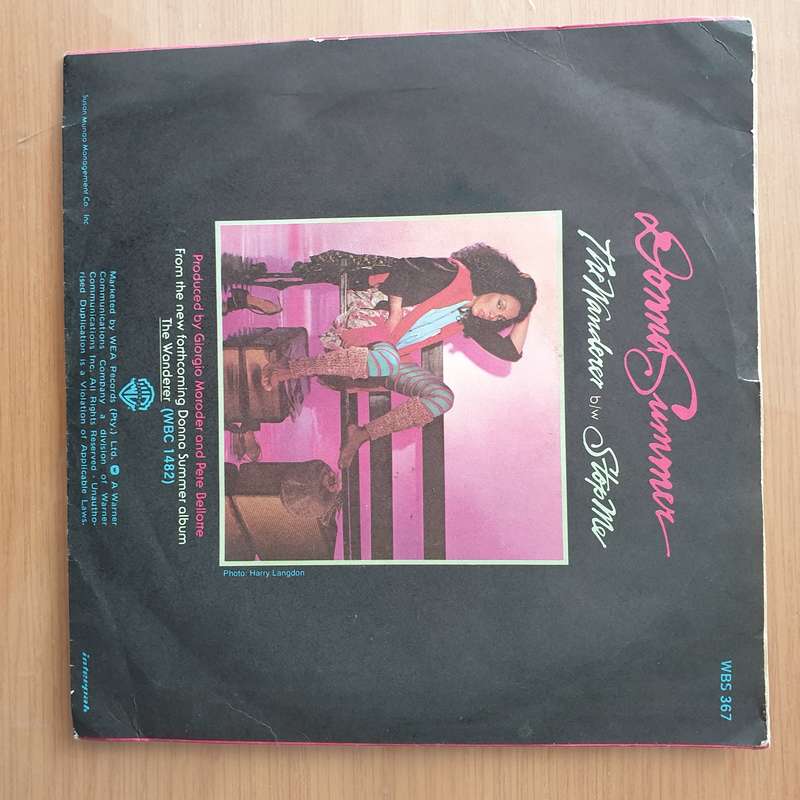 WBS 367
Donna Summer
The Wanderer b/w Stop Me
Photo: Harry Langdon
Produced by Giorgio Moroder and Pete Bellotte
From the new forthcoming Donna Summer album
The Wanderer (WBC 1482)
Marketed by WEA Records (Pty.) Ltd. A Warner
Communications Company a division of Warner
Communications Inc. All Rights Reserved - Unautho-
rised Duplication is a Violation of Applicable Laws.
Susan Munao Management Co. Inc
interpak